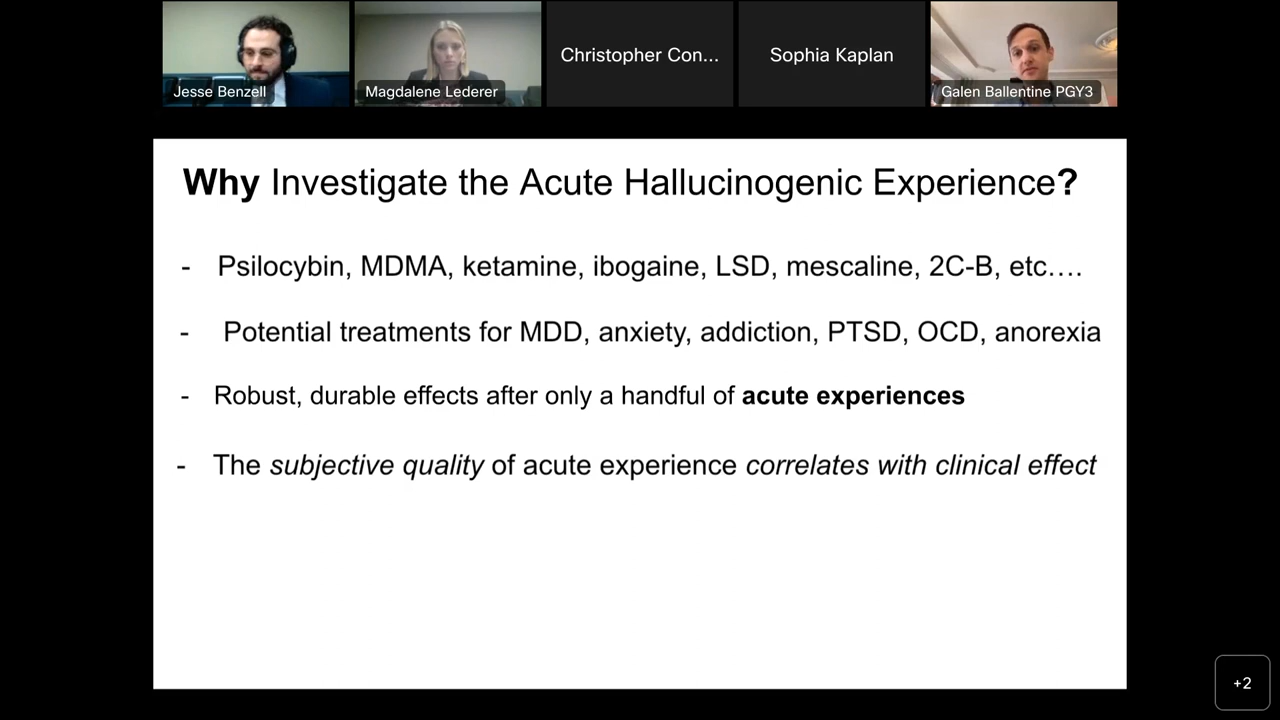 Jesse Benzell
Magdalene Lederer
Christopher Con...
Sophia Kaplan
Galen Ballentine PGY3
Why Investigate the Acute Hallucinogenic Experience?
- Psilocybin, MDMA, ketamine, ibogaine, LSD, mescaline, 2C-B, etc....
- Potential treatments for MDD, anxiety, addiction, PTSD, OCD, anorexia
- Robust, durable effects after only a handful of acute experiences
- The subjective quality of acute experience correlates with clinical effect
+2